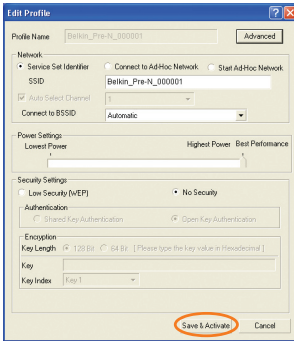 Edit Profile
Profile Name Belkin_Pre-N_000001 Advanced
Network
Service Set Identifier Connect to Ad-Hoc Network Start Ad-Hoc Network
SSID Belkin_Pre-N_000001
Auto Select Channel 1
Connect to BSSID Automatic
Power Settings
Lowest Power Highest Power Best Performance
Security Settings
Low Security (WEP) No Security
Authentication
Shared Key Authentication Open Key Authentication
Encryption
Key Length 128 Bit 64 Bit [ Please type the key value in Hexadecimal ]
Key
Key Index Key 1
Save & Activate Cancel